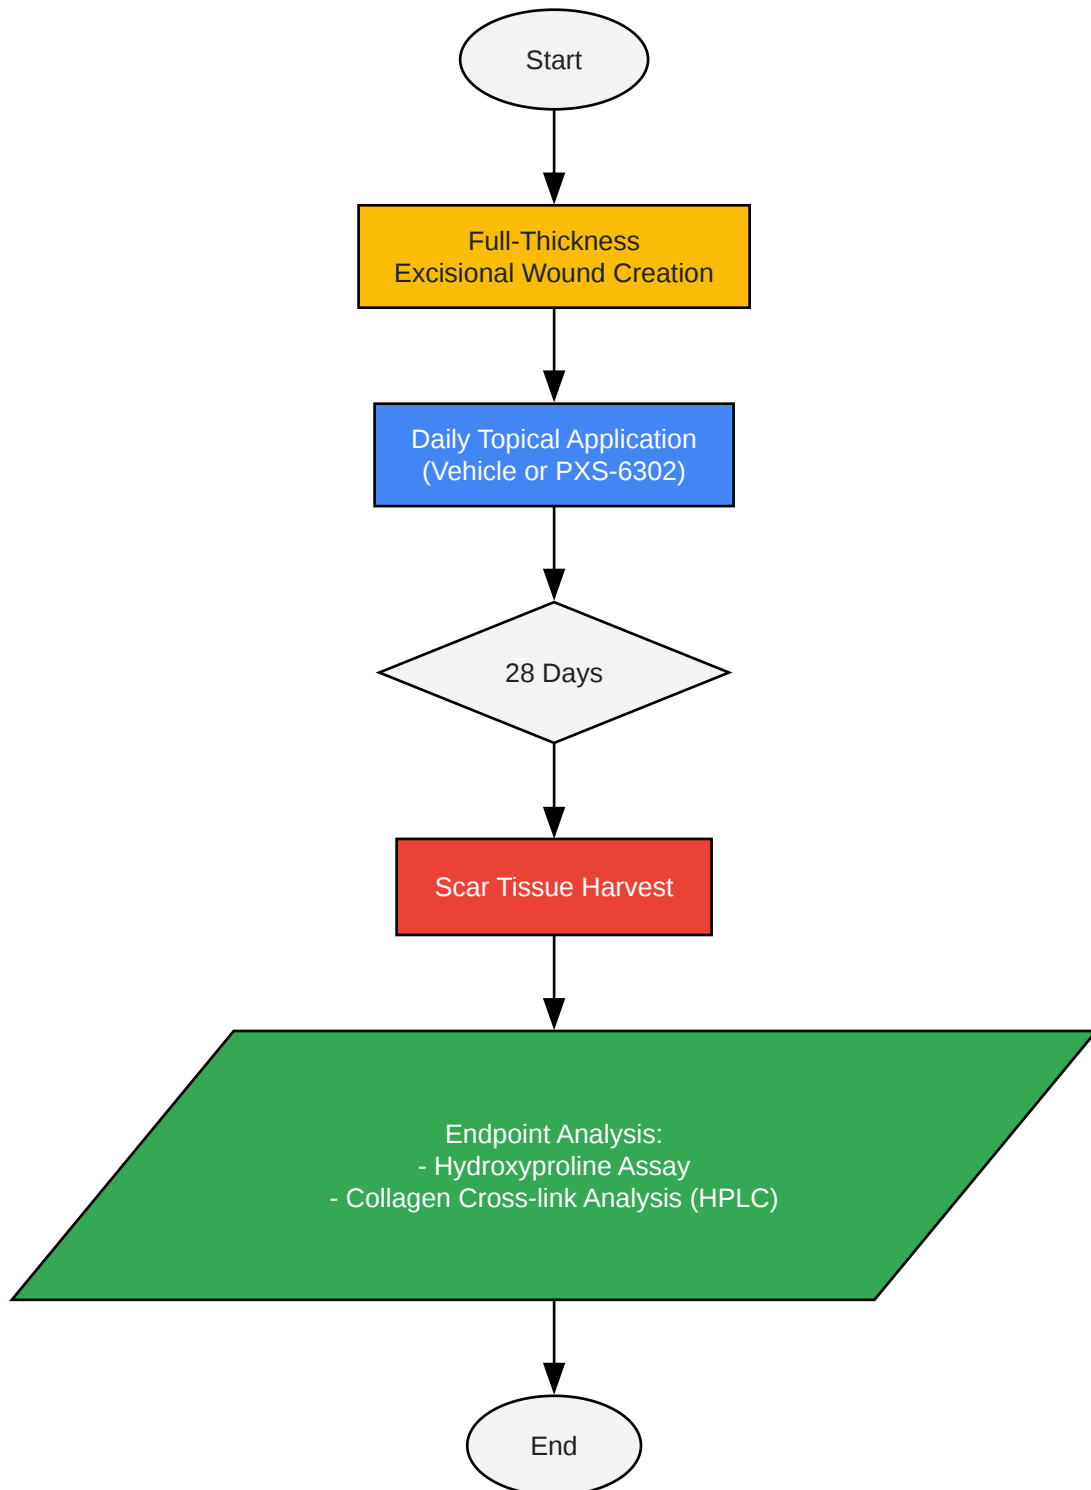 Start
Full-Thickness
Excisional Wound Creation
Daily Topical Application
(Vehicle or PXS-6302)
28 Days
Scar Tissue Harvest
Endpoint Analysis:
- Hydroxyproline Assay
- Collagen Cross-link Analysis (HPLC)
End